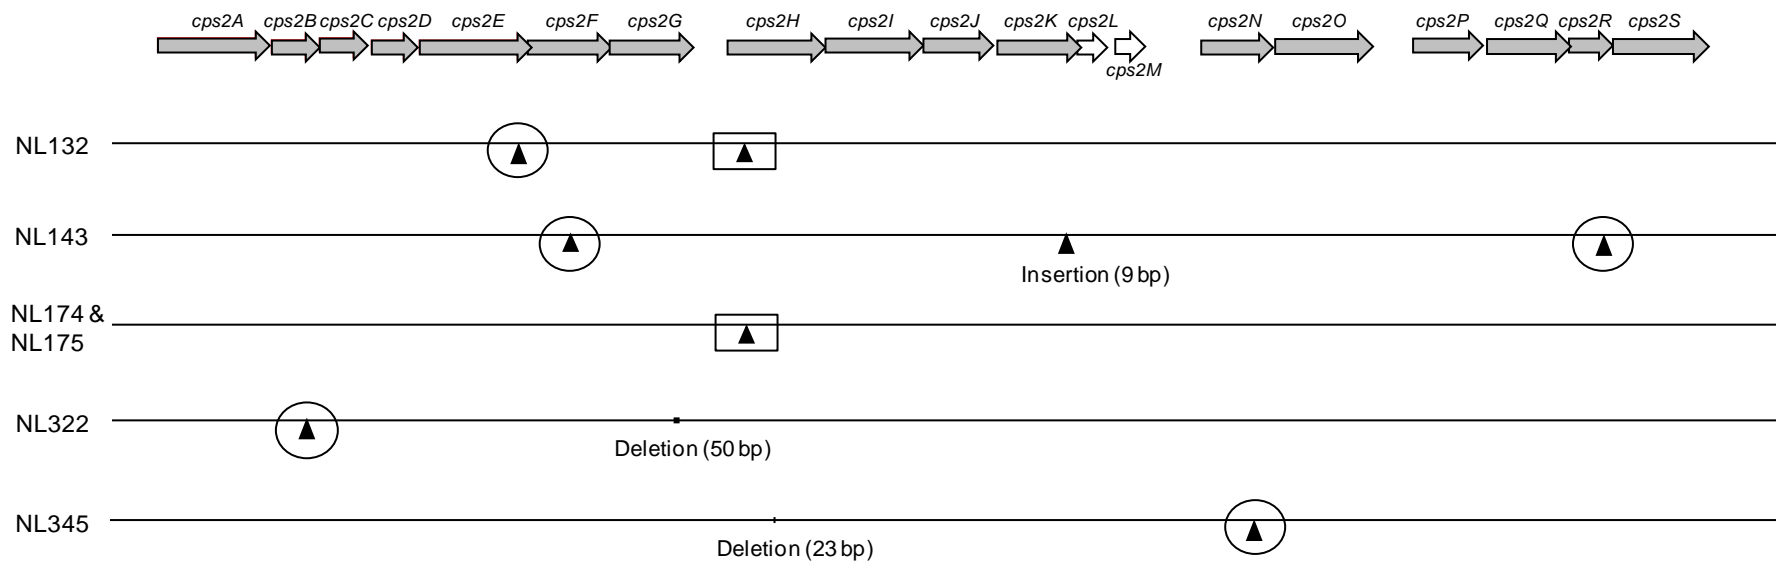 cps2A cps2B cps2C cps2D cps2E cps2F cps2G cps2H cps2I cps2J cps2K cps2L cps2N cps2O cps2P cps2Q cps2R cps2S
cps2M
NL132
NL143
Insertion (9 bp)
NL174 &
NL175
NL322
Deletion (50 bp)
NL345
Deletion (23 bp)